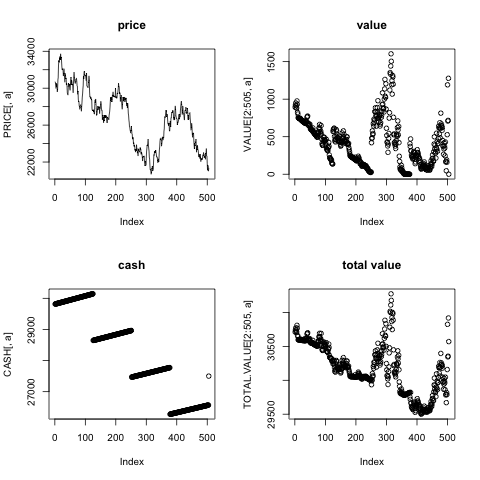 price
value
PRICE[, a]
22000 26000 30000 34000
0 100 200 300 400 500
Index
VALUE[2:505, a]
0 500 1000 1500
0 100 200 300 400 500
Index
cash
total value
CASH[, a]
27000 29000
0 100 200 300 400 500
Index
TOTAL.VALUE[2:505, a]
29500 30500
0 100 200 300 400 500
Index